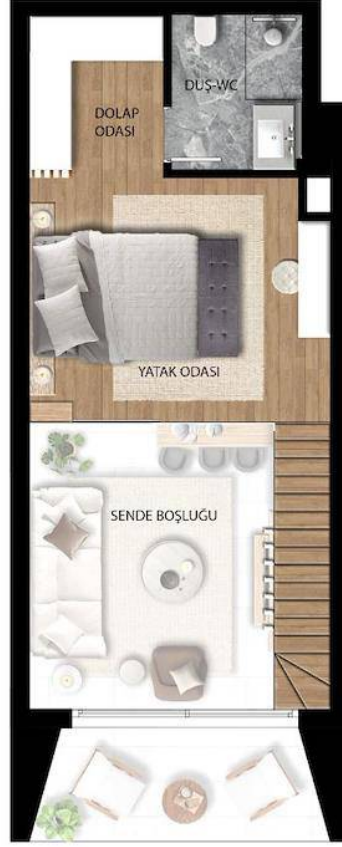 DUŞ-WC
DOLAP
ODASI
YATAK ODASI
SENDE BOŞLUĞU